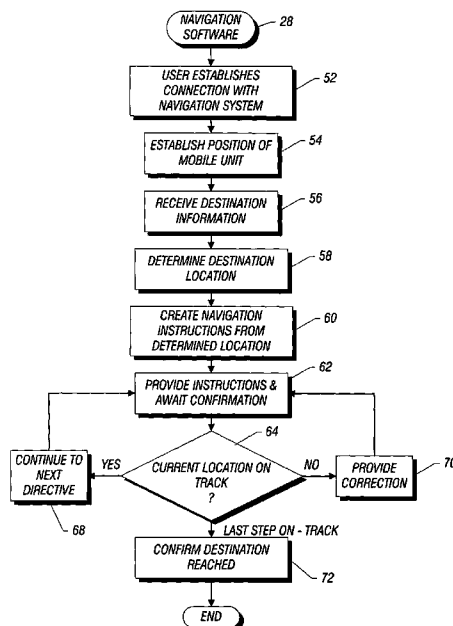 NAVIGATION
SOFTWARE
28
USER ESTABLISHES
CONNECTION WITH
NAVIGATION SYSTEM
52
ESTABLISH POSITION OF
MOBILE UNIT
54
RECEIVE DESTINATION
INFORMATION
56
DETERMINE DESTINATION
LOCATION
58
CREATE NAVIGATION
INSTRUCTIONS FROM
DETERMINED LOCATION
60
62
PROVIDE INSTRUCTIONS &
AWAIT CONFIRMATION
64
CONTINUE TO
NEXT
DIRECTIVE
68
YES
CURRENT LOCATION ON
TRACK
?
NO
PROVIDE
CORRECTION
70
LAST STEP ON - TRACK
CONFIRM DESTINATION
REACHED
72
END